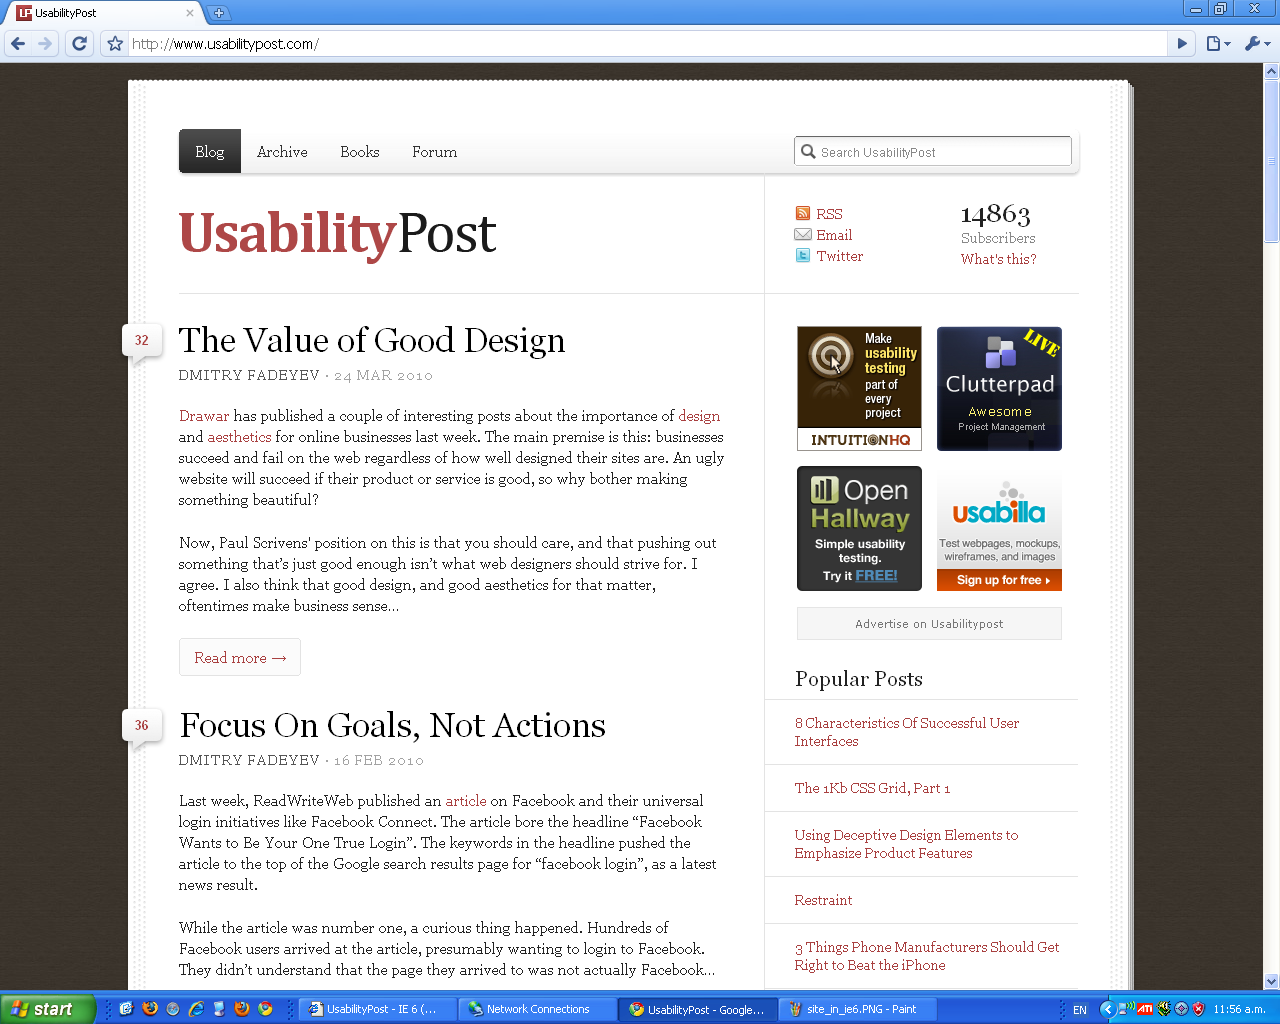 UsabilityPost
http://www.usabilitypost.com/
Blog Archive Books Forum Search UsabilityPost
UsabilityPost
RSS
Email
Twitter
14863
Subscribers
What's this?
32
The Value of Good Design
DMITRY FADEYEV · 24 MAR 2010
Drawar has published a couple of interesting posts about the importance of design
and aesthetics for online businesses last week. The main premise is this: businesses
succeed and fail on the web regardless of how well designed their sites are. An ugly
website will succeed if their product or service is good, so why bother making
something beautiful?
Now, Paul Scrivens' position on this is that you should care, and that pushing out
something that's just good enough isn't what web designers should strive for. I
agree. I also think that good design, and good aesthetics for that matter,
oftentimes make business sense...
Read more →
36
Focus On Goals, Not Actions
DMITRY FADEYEV · 16 FEB 2010
Last week, ReadWriteWeb published an article on Facebook and their universal
login initiatives like Facebook Connect. The article bore the headline “Facebook
Wants to Be Your One True Login”. The keywords in the headline pushed the
article to the top of the Google search results page for “facebook login”, as a latest
news result.
While the article was number one, a curious thing happened. Hundreds of
Facebook users arrived at the article, presumably wanting to login to Facebook.
They didn't understand that the page they arrived to was not actually Facebook...
Make
usability
testing
part of
every
project
INTUITIONHQ
LIVE
Clutterpad
Awesome
Project Management
Open
Hallway
Simple usability
testing.
Try it FREE!
usabilla
Test webpages, mockups,
wireframes, and images
Sign up for free
Advertise on Usabilitypost
Popular Posts
8 Characteristics Of Successful User
Interfaces
The 1Kb CSS Grid, Part 1
Using Deceptive Design Elements to
Emphasize Product Features
Restraint
3 Things Phone Manufacturers Should Get
Right to Beat the iPhone
start
UsabilityPost - IE 6 (...
Network Connections
UsabilityPost - Google...
site_in_ie6.PNG - Paint
EN
ATI
11:56 a.m.